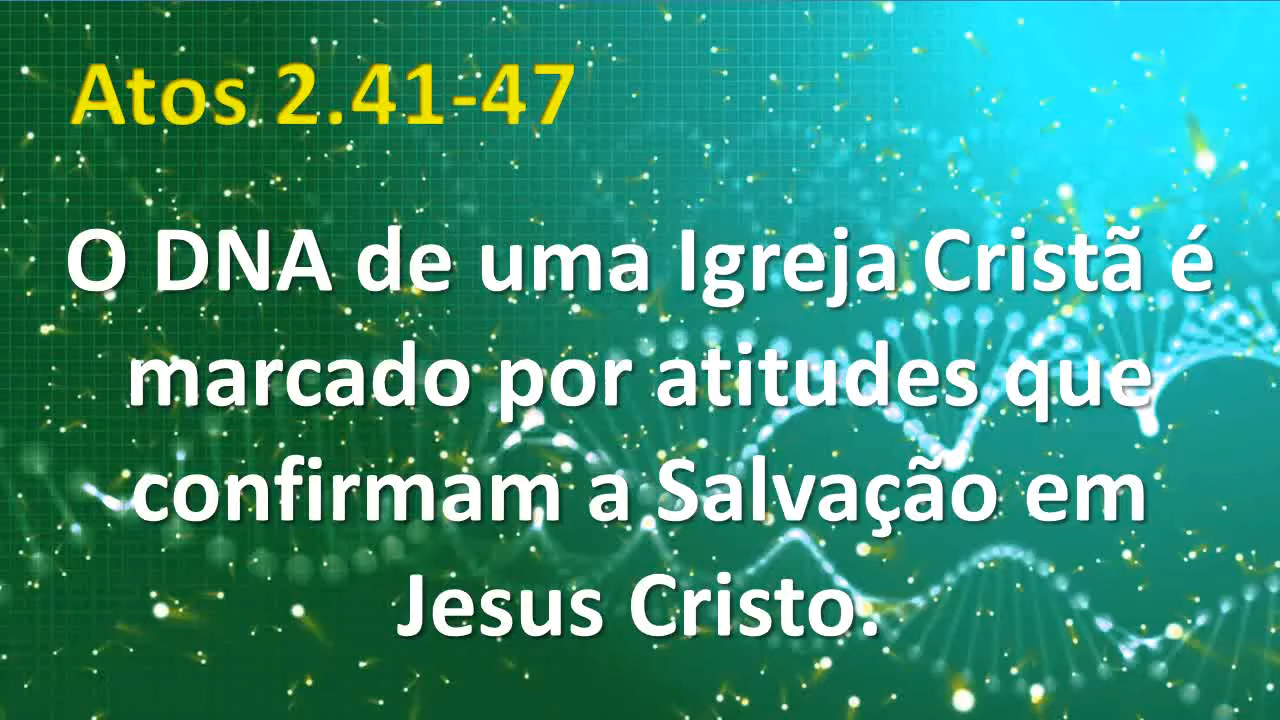 Atos 2.41-47
O DNA de uma Igreja Cristã é
marcado por atitudes que
confirmam a Salvação em
Jesus Cristo.